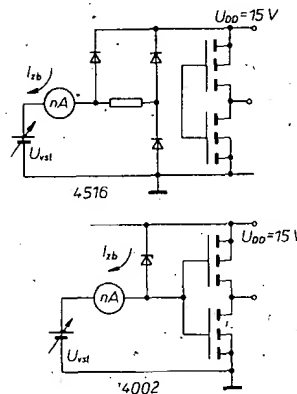 U_DD = 15 V
I_zb
nA
U_vst
4516
U_DD = 15 V
I_zb
nA
U_vst
4002